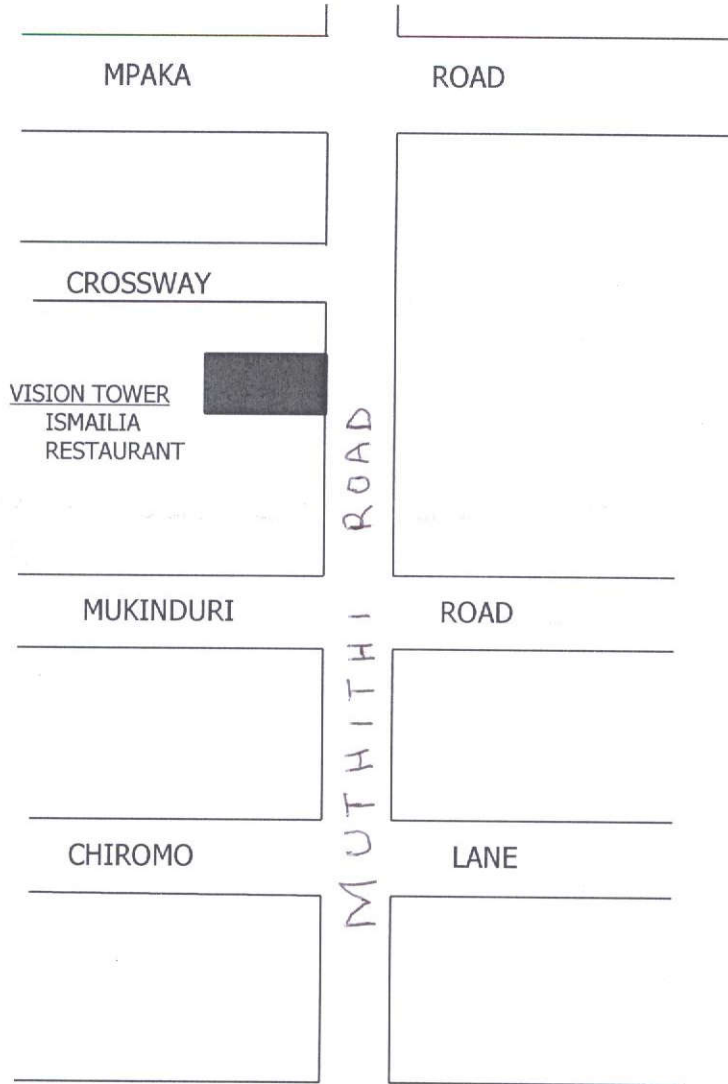 MPAKA ROAD
CROSSWAY
VISION TOWER
ISMAILIA
RESTAURANT
MUTHITHI ROAD
MUKINDURI ROAD
CHIROMO LANE